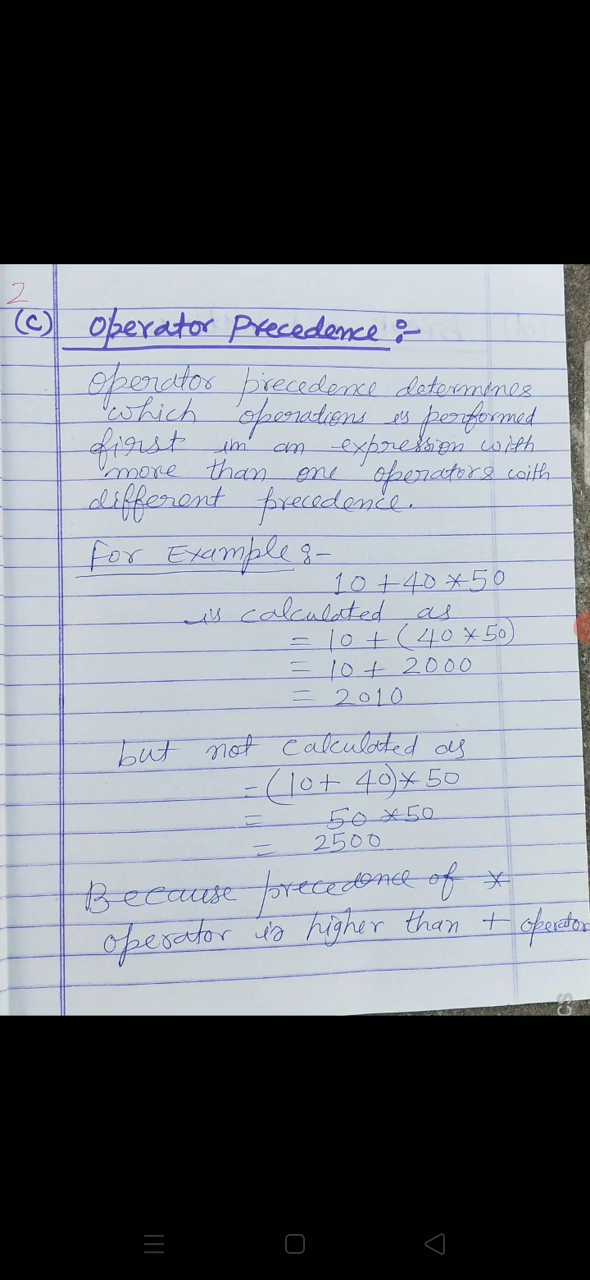 2
(C) Operator Precedence :-
Operator precedence determines
which operations is performed
first in an expression with
more than one operators with
different precedence.
For Example :-
10 + 40 * 50
is calculated as
= 10 + (40 * 50)
= 10 + 2000
= 2010
but not calculated as
= (10 + 40) * 50
= 50 * 50
= 2500
Because precedence of *
operator is higher than + operator
CS